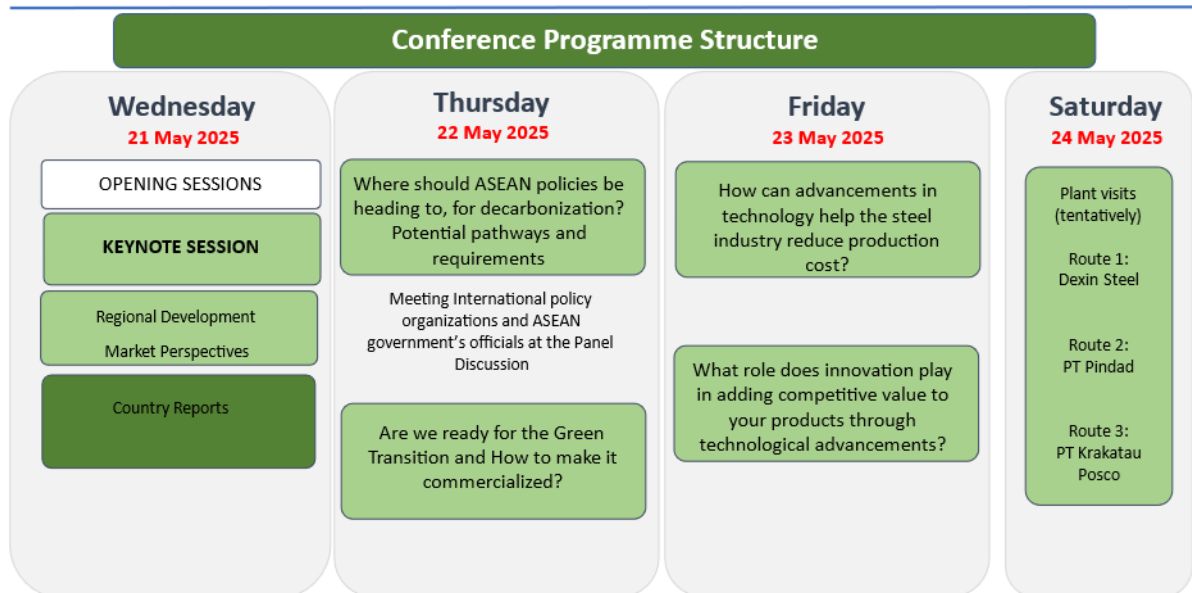 Conference Programme Structure
Wednesday
21 May 2025
OPENING SESSIONS
KEYNOTE SESSION
Regional Development
Market Perspectives
Country Reports
Thursday
22 May 2025
Where should ASEAN policies be
heading to, for decarbonization?
Potential pathways and
requirements
Meeting International policy
organizations and ASEAN
government's officials at the Panel
Discussion
Are we ready for the Green
Transition and How to make it
commercialized?
Friday
23 May 2025
How can advancements in
technology help the steel
industry reduce production
cost?
What role does innovation play
in adding competitive value to
your products through
technological advancements?
Saturday
24 May 2025
Plant visits
(tentatively)
Route 1:
Dexin Steel
Route 2:
PT Pindad
Route 3:
PT Krakatau
Posco